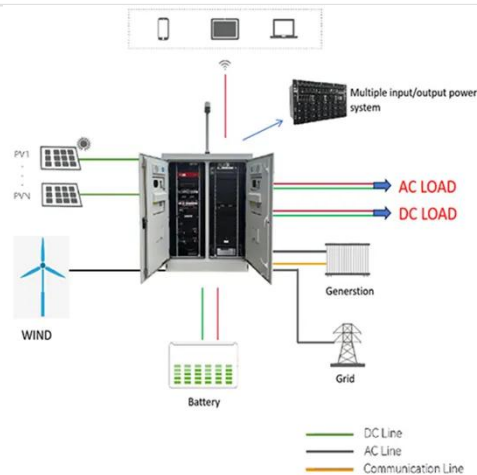 Multiple input/output power
system
PV1
PVN
AC LOAD
DC LOAD
Generstion
WIND
Grid
Battery
DC Line
AC Line
Communication Line